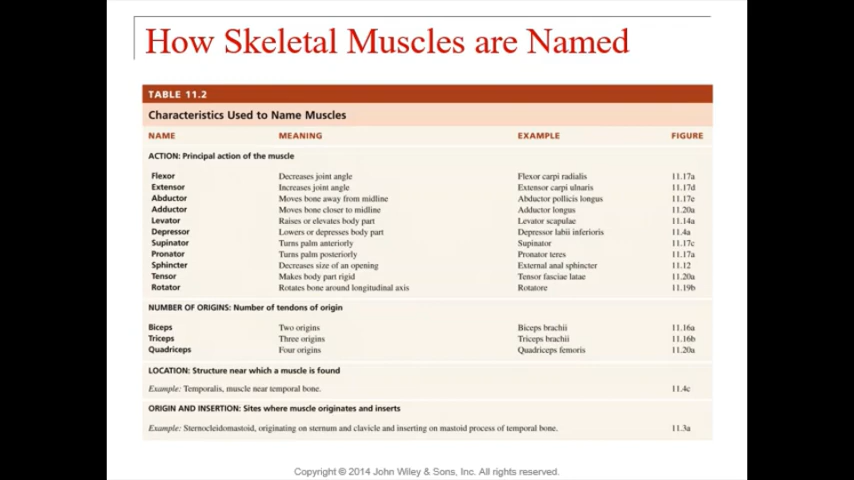 How Skeletal Muscles are Named
TABLE 11.2
Characteristics Used to Name Muscles
NAME MEANING EXAMPLE FIGURE
ACTION: Principal action of the muscle
Flexor Decreases joint angle Flexor carpi radialis 11.17a
Extensor Increases joint angle Extensor carpi ulnaris 11.17d
Abductor Moves bone away from midline Abductor pollicis longus 11.17e
Adductor Moves bone closer to midline Adductor longus 11.20a
Levator Raises or elevates body part Levator scapulae 11.14a
Depressor Lowers or depresses body part Depressor labii inferioris 11.4a
Supinator Turns palm anteriorly Supinator 11.17c
Pronator Turns palm posteriorly Pronator teres 11.17a
Sphincter Decreases size of an opening External anal sphincter 11.12
Tensor Makes body part rigid Tensor fasciae latae 11.20a
Rotator Rotates bone around longitudinal axis Rotatore 11.19b
NUMBER OF ORIGINS: Number of tendons of origin
Biceps Two origins Biceps brachii 11.16a
Triceps Three origins Triceps brachii 11.16b
Quadriceps Four origins Quadriceps femoris 11.20a
LOCATION: Structure near which a muscle is found
Example: Temporalis, muscle near temporal bone. 11.4c
ORIGIN AND INSERTION: Sites where muscle originates and inserts
Example: Sternocleidomastoid, originating on sternum and clavicle and inserting on mastoid process of temporal bone. 11.3a
Copyright © 2014 John Wiley & Sons, Inc. All rights reserved.